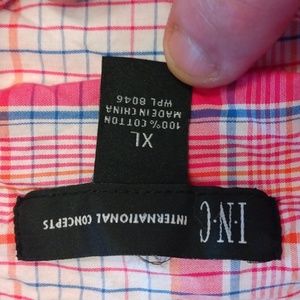 I·N·C
INTERNATIONAL CONCEPTS
XL
100% COTTON
MADE IN CHINA
WPL 8046